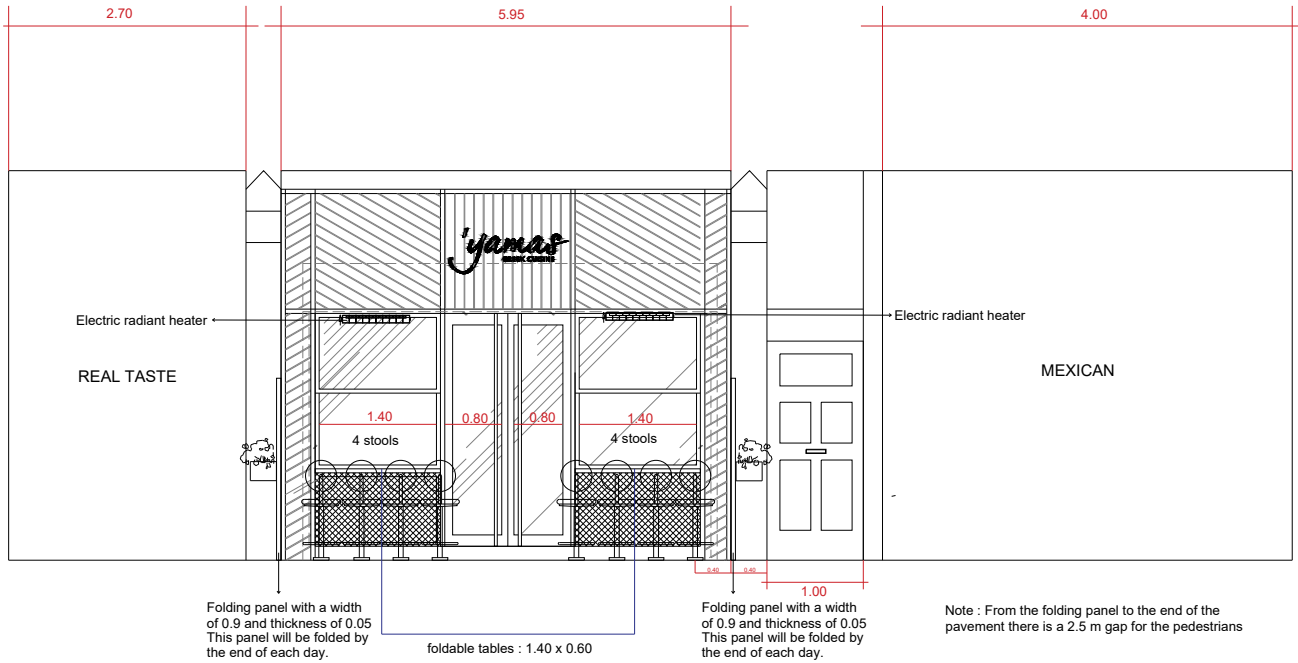 2.70
5.95
4.00
'yamas
GREEK CUISINE
Electric radiant heater
Electric radiant heater
REAL TASTE
MEXICAN
1.40
0.80
0.80
1.40
4 stools
4 stools
0.40
0.40
1.00
Folding panel with a width
of 0.9 and thickness of 0.05
This panel will be folded by
the end of each day.
foldable tables : 1.40 x 0.60
Folding panel with a width
of 0.9 and thickness of 0.05
This panel will be folded by
the end of each day.
Note : From the folding panel to the end of the
pavement there is a 2.5 m gap for the pedestrians